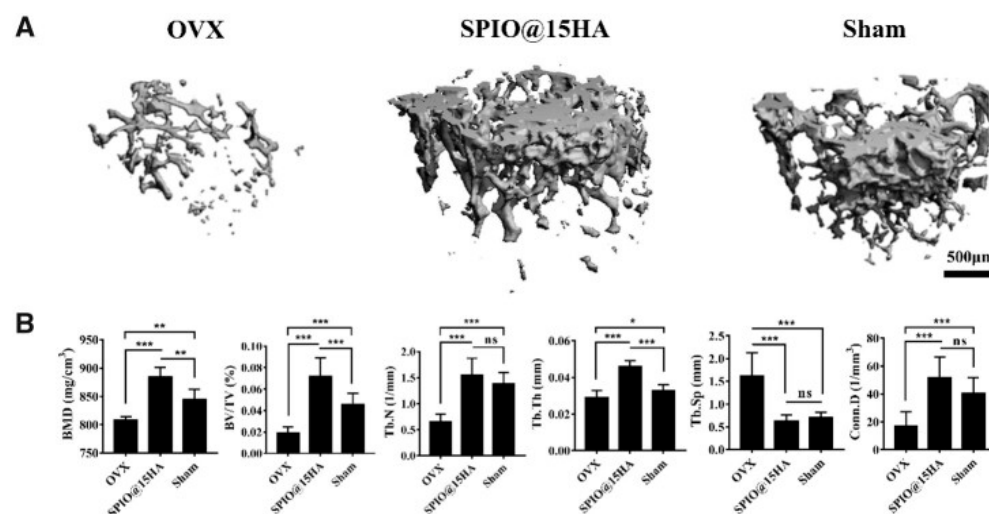 A
OVX
SPIO@15HA
Sham
500μm
B
BMD (mg/cm³)
950
900
850
800
750
**
***
**
OVX
SPIO@15HA
Sham
BV/TV (%)
0.10
0.08
0.06
0.04
0.02
0.00
***
***
***
OVX
SPIO@15HA
Sham
Tb.N (1/mm)
2.0
1.5
1.0
0.5
0.0
***
***
ns
OVX
SPIO@15HA
Sham
Tb.Th (mm)
0.06
0.04
0.02
0.00
*
***
***
OVX
SPIO@15HA
Sham
Tb.Sp (mm)
2.5
2.0
1.5
1.0
0.5
0.0
***
***
ns
OVX
SPIO@15HA
Sham
Conn.D (1/mm³)
80
60
40
20
0
***
***
ns
OVX
SPIO@15HA
Sham